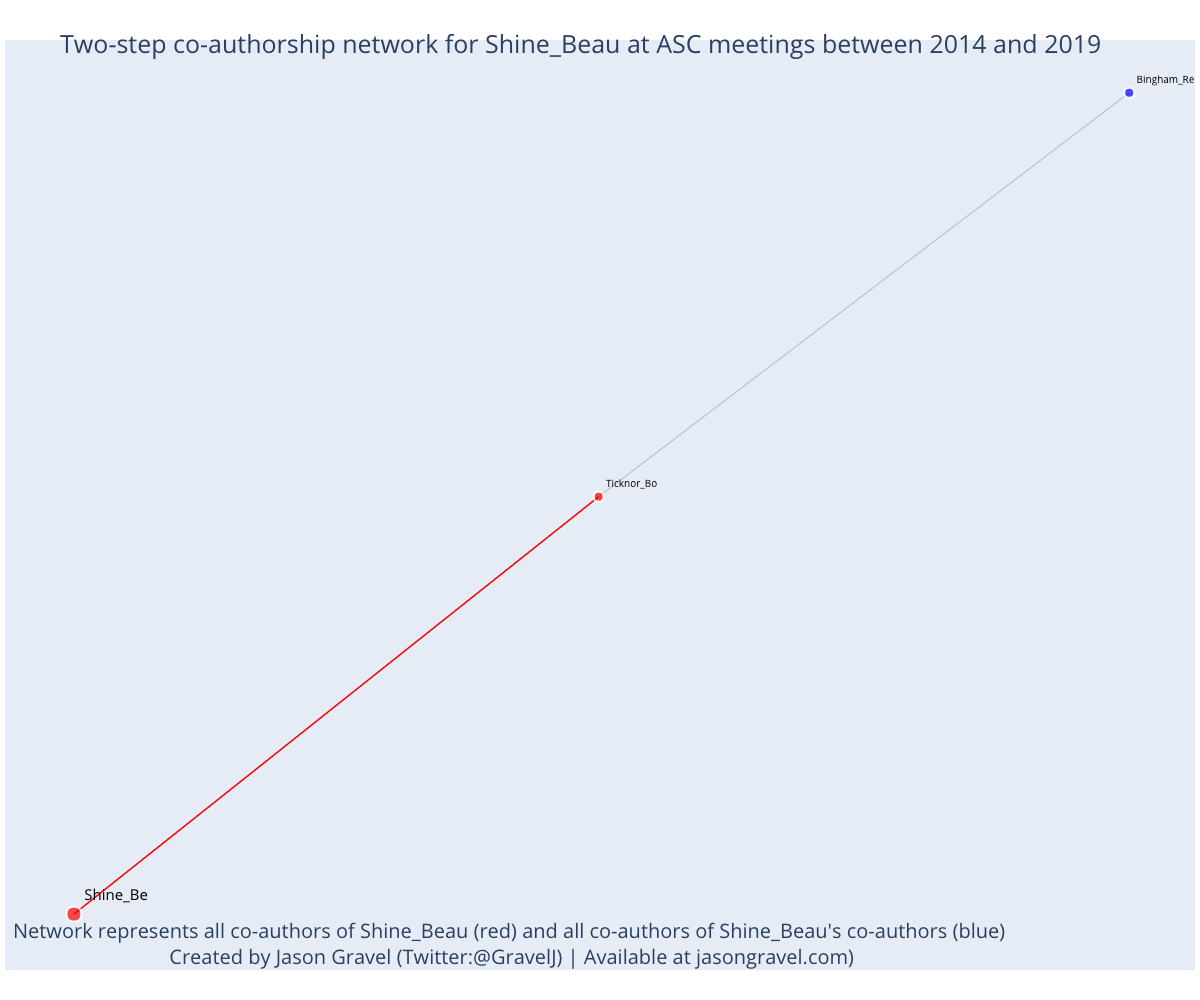 Two-step co-authorship network for Shine_Beau at ASC meetings between 2014 and 2019
Bingham_Re
Ticknor_Bo
Shine_Be
Network represents all co-authors of Shine_Beau (red) and all co-authors of Shine_Beau's co-authors (blue)
Created by Jason Gravel (Twitter:@GravelJ) | Available at jasongravel.com)